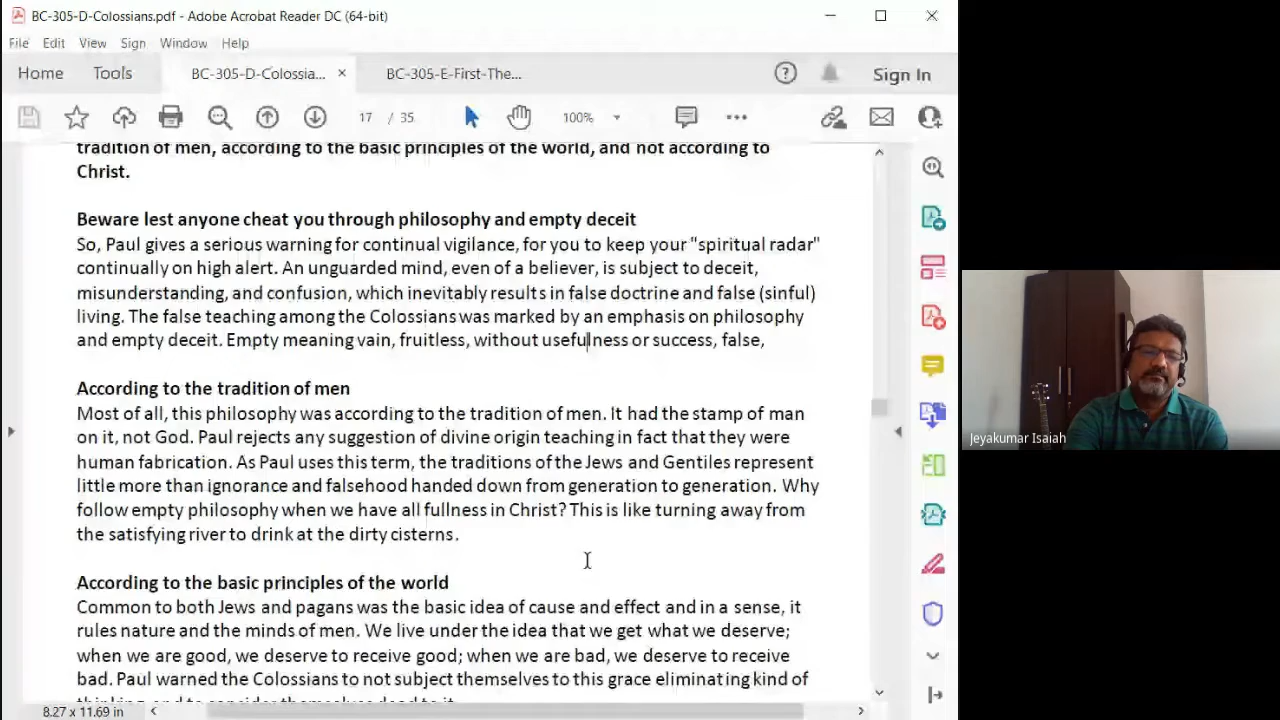 BC-305-D-Colossians.pdf - Adobe Acrobat Reader DC (64-bit)
File Edit View Sign Window Help
Home Tools BC-305-D-Colossia... × BC-305-E-First-The... Sign In
17 / 35 100%
tradition of men, according to the basic principles of the world, and not according to
Christ.
Beware lest anyone cheat you through philosophy and empty deceit
So, Paul gives a serious warning for continual vigilance, for you to keep your "spiritual radar"
continually on high-alert. An unguarded mind, even of a believer, is subject to deceit,
misunderstanding, and confusion, which inevitably results in false doctrine and false (sinful)
living. The false teaching among the Colossians was marked by an emphasis on philosophy
and empty deceit. Empty meaning vain, fruitless, without usefulness or success, false,
According to the tradition of men
Most of all, this philosophy was according to the tradition of men. It had the stamp of man
on it, not God. Paul rejects any suggestion of divine origin teaching in fact that they were
human fabrication. As Paul uses this term, the traditions of the Jews and Gentiles represent
little more than ignorance and falsehood handed down from generation to generation. Why
follow empty philosophy when we have all fullness in Christ? This is like turning away from
the satisfying river to drink at the dirty cisterns.
According to the basic principles of the world
Common to both Jews and pagans was the basic idea of cause and effect and in a sense, it
rules nature and the minds of men. We live under the idea that we get what we deserve;
when we are good, we deserve to receive good; when we are bad, we deserve to receive
bad. Paul warned the Colossians to not subject themselves to this grace eliminating kind of
thinking, and to consider themselves dead to it.
8.27 x 11.69 in
Jeyakumar Isaiah